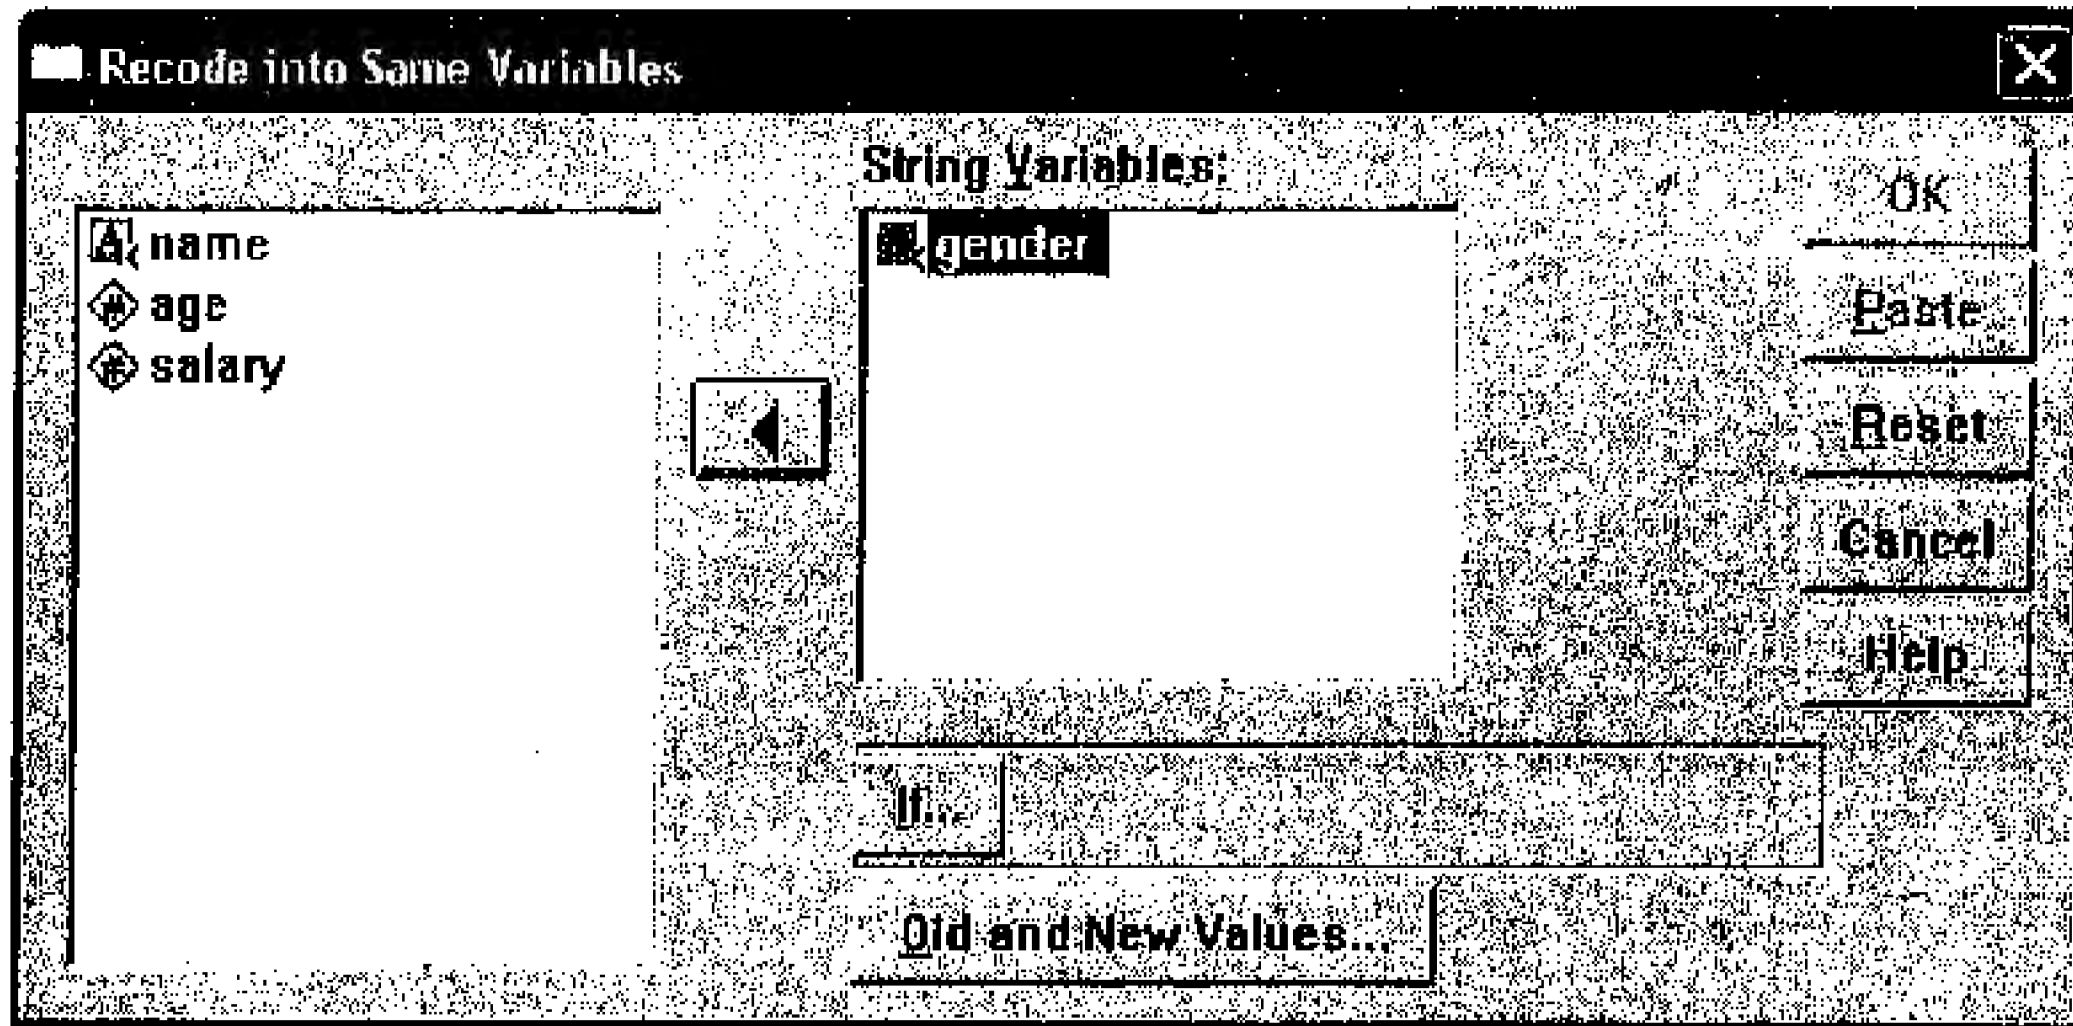 Recode into Same Variables
String Variables:
name
age
salary
gender
OK
Paste
Reset
Cancel
Help
If...
Old and New Values...